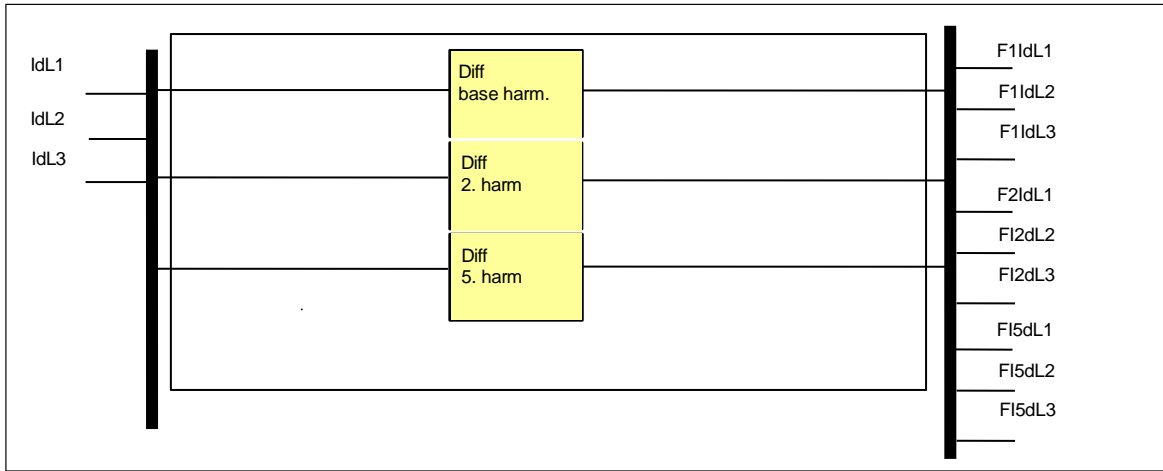 IdL1
IdL2
IdL3
Diff
base harm.
Diff
2. harm
Diff
5. harm
F1IdL1
F1IdL2
F1IdL3
F2IdL1
FI2dL2
FI2dL3
FI5dL1
FI5dL2
FI5dL3